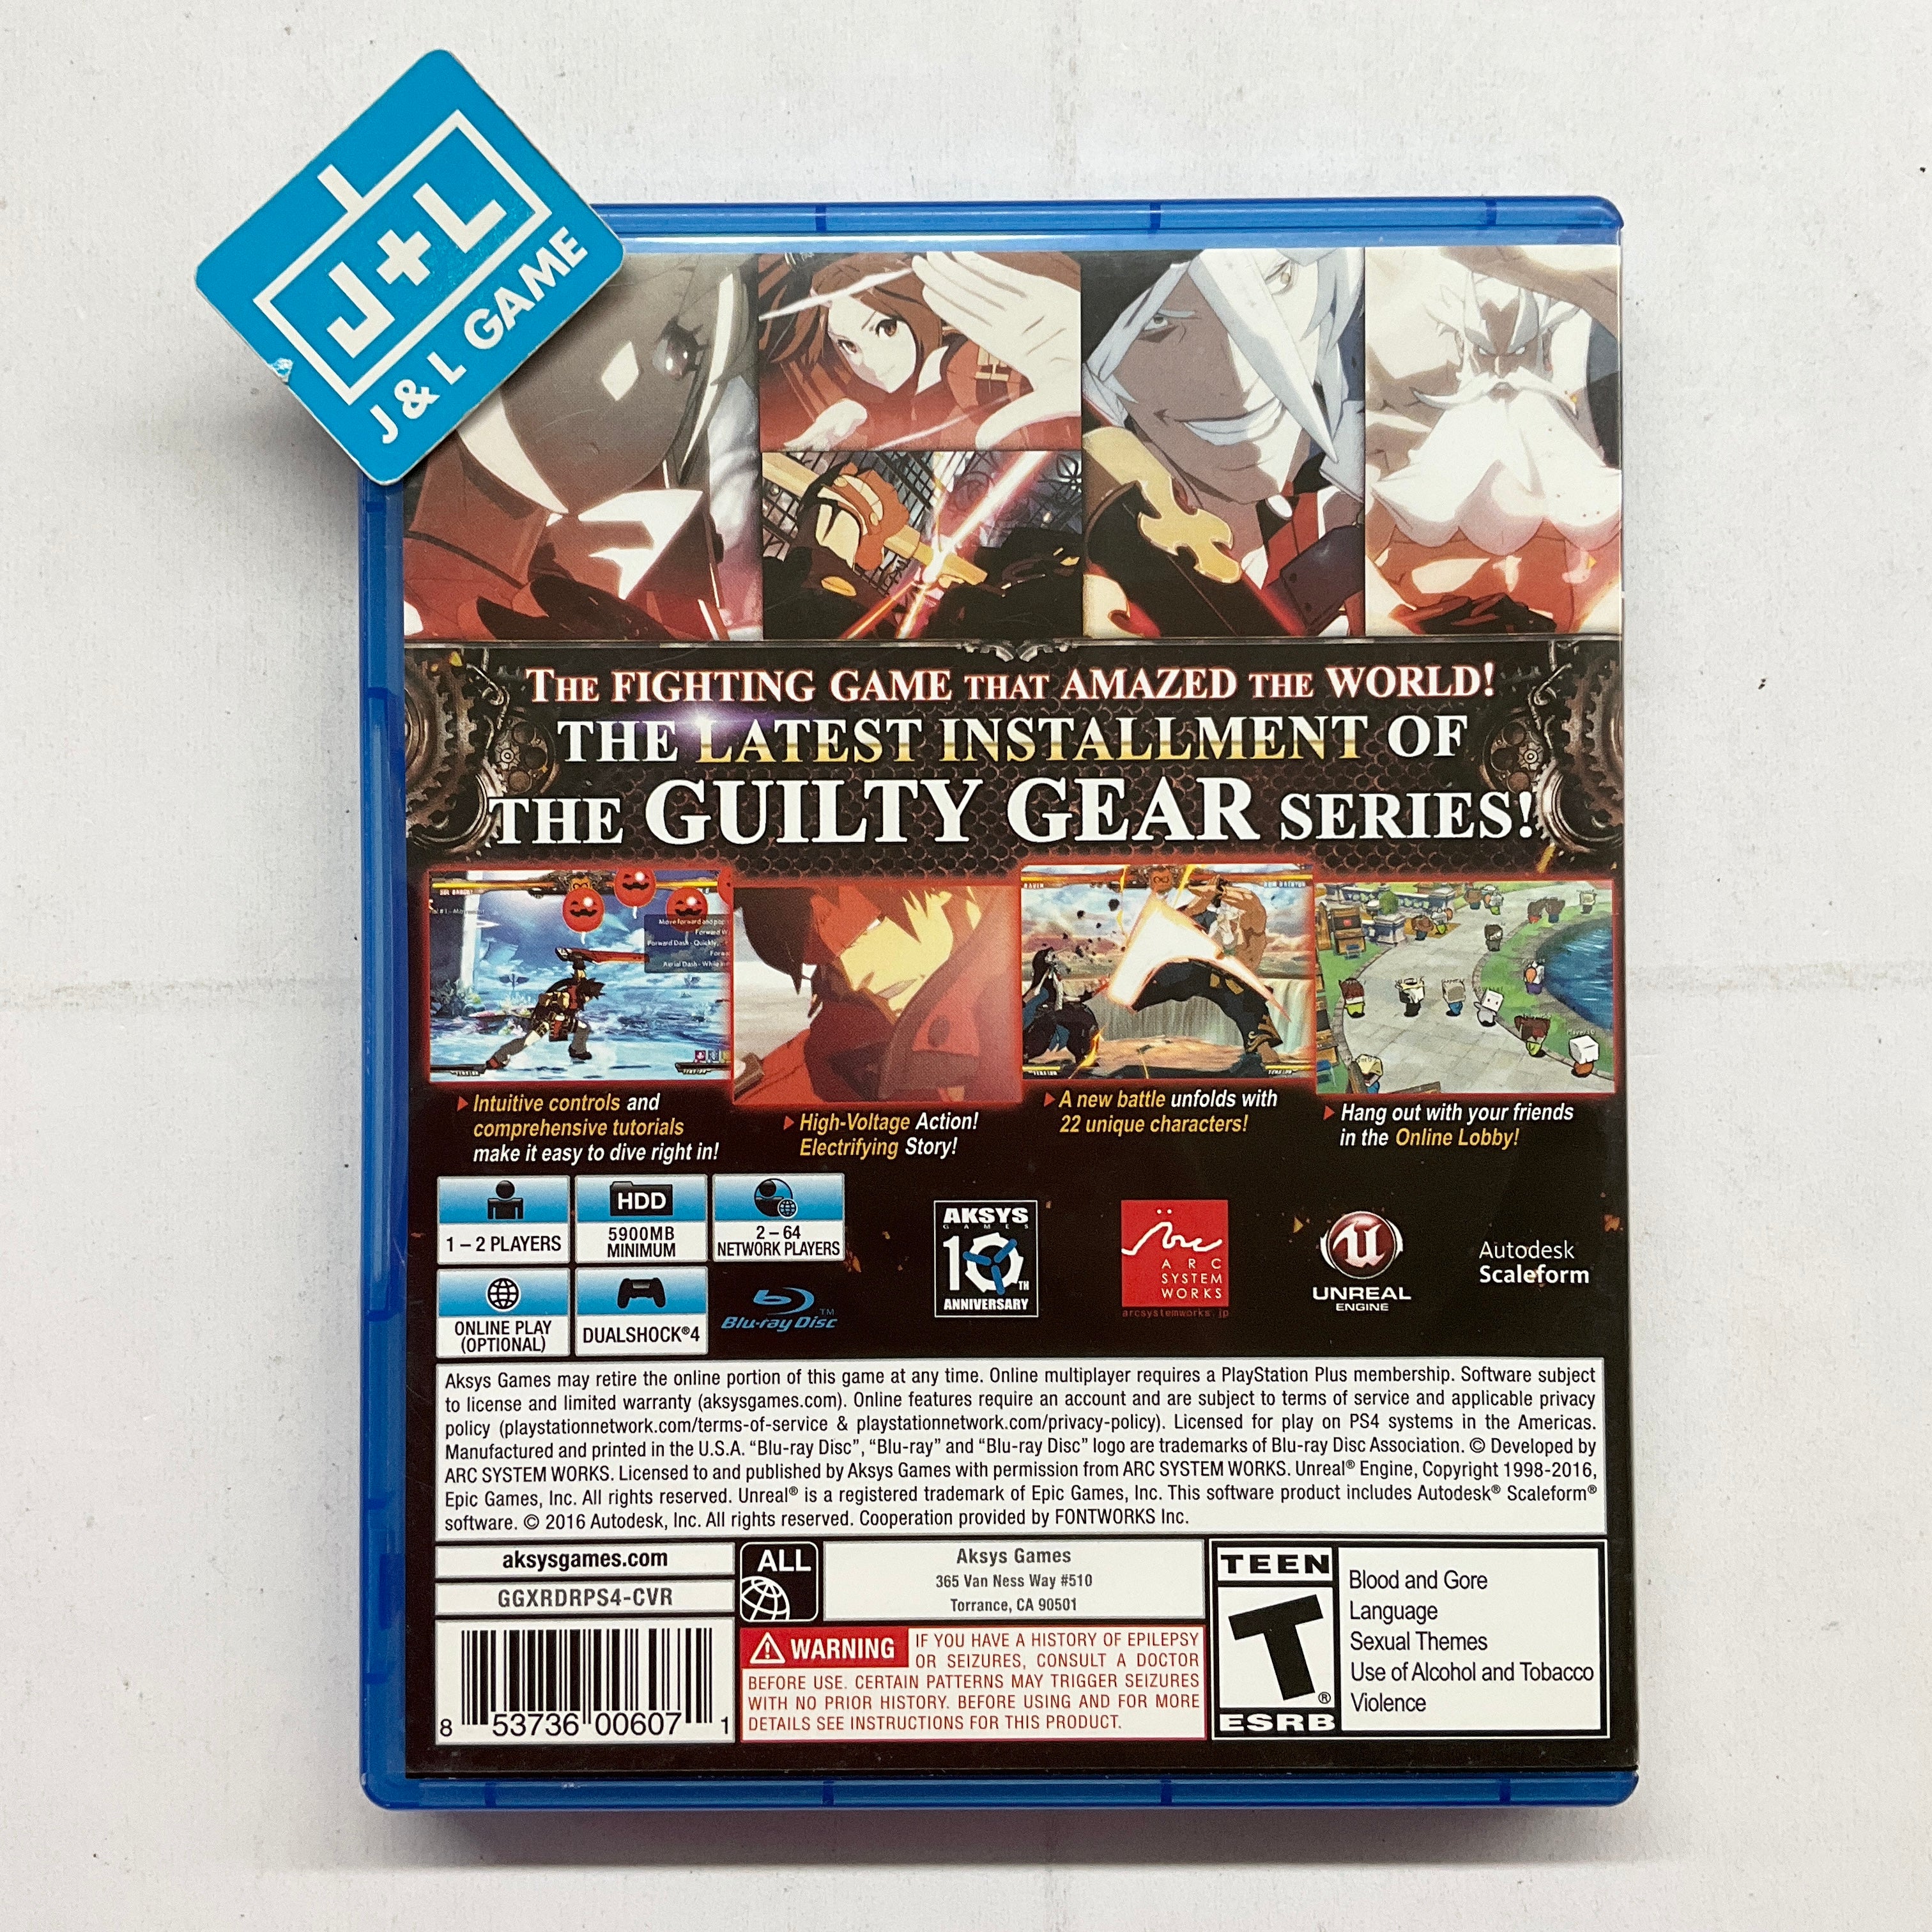 J+L
J & L GAME
THE FIGHTING GAME THAT AMAZED THE WORLD!
THE LATEST INSTALLMENT OF
THE GUILTY GEAR SERIES!
Intuitive controls and
comprehensive tutorials
make it easy to dive right in!
High-Voltage Action!
Electrifying Story!
A new battle unfolds with
22 unique characters!
Hang out with your friends
in the Online Lobby!
1 – 2 PLAYERS
HDD
5900MB
MINIMUM
2 – 64
NETWORK PLAYERS
ONLINE PLAY
(OPTIONAL)
DUALSHOCK®4
Blu-ray Disc™
AKSYS
GAMES
10TH
ANNIVERSARY
ARC
SYSTEM
WORKS
arcsystemworks.jp
UNREAL
ENGINE
Autodesk
Scaleform
Aksys Games may retire the online portion of this game at any time. Online multiplayer requires a PlayStation Plus membership. Software subject
to license and limited warranty (aksysgames.com). Online features require an account and are subject to terms of service and applicable privacy
policy (playstationnetwork.com/terms-of-service & playstationnetwork.com/privacy-policy). Licensed for play on PS4 systems in the Americas.
Manufactured and printed in the U.S.A. “Blu-ray Disc”, “Blu-ray” and “Blu-ray Disc” logo are trademarks of Blu-ray Disc Association. © Developed by
ARC SYSTEM WORKS. Licensed to and published by Aksys Games with permission from ARC SYSTEM WORKS. Unreal® Engine, Copyright 1998-2016,
Epic Games, Inc. All rights reserved. Unreal® is a registered trademark of Epic Games, Inc. This software product includes Autodesk® Scaleform®
software. © 2016 Autodesk, Inc. All rights reserved. Cooperation provided by FONTWORKS Inc.
aksysgames.com
GGXRDRPS4-CVR
8 53736 00607 1
ALL
Aksys Games
365 Van Ness Way #510
Torrance, CA 90501
WARNING
IF YOU HAVE A HISTORY OF EPILEPSY
OR SEIZURES, CONSULT A DOCTOR
BEFORE USE. CERTAIN PATTERNS MAY TRIGGER SEIZURES
WITH NO PRIOR HISTORY. BEFORE USING AND FOR MORE
DETAILS SEE INSTRUCTIONS FOR THIS PRODUCT.
TEEN
T®
ESRB
Blood and Gore
Language
Sexual Themes
Use of Alcohol and Tobacco
Violence